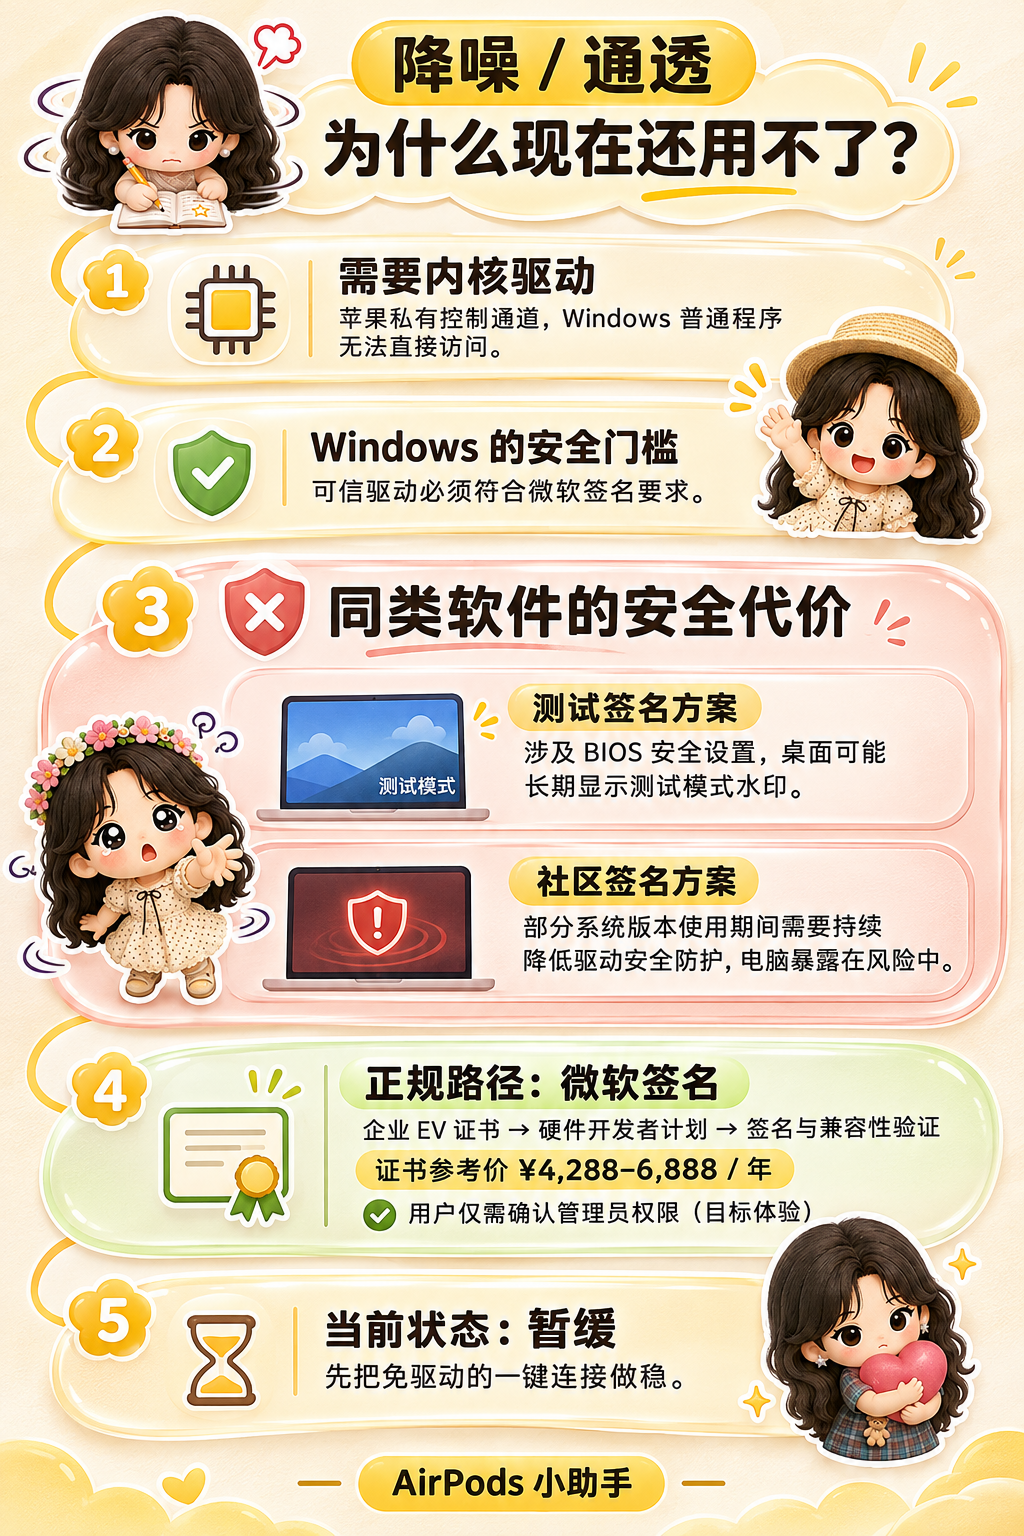 降噪 / 通透
为什么现在还用不了?
1
需要内核驱动
苹果私有控制通道，Windows 普通程序
无法直接访问。
2
Windows 的安全门槛
可信驱动必须符合微软签名要求。
3
同类软件的安全代价
测试模式
测试签名方案
涉及 BIOS 安全设置，桌面可能
长期显示测试模式水印。
社区签名方案
部分系统版本使用期间需要持续
降低驱动安全防护, 电脑暴露在风险中。
4
正规路径：微软签名
企业 EV 证书 → 硬件开发者计划 → 签名与兼容性验证
证书参考价 ¥4,288–6,888 / 年
用户仅需确认管理员权限（目标体验）
5
当前状态：暂缓
先把免驱动的一键连接做稳。
AirPods 小助手